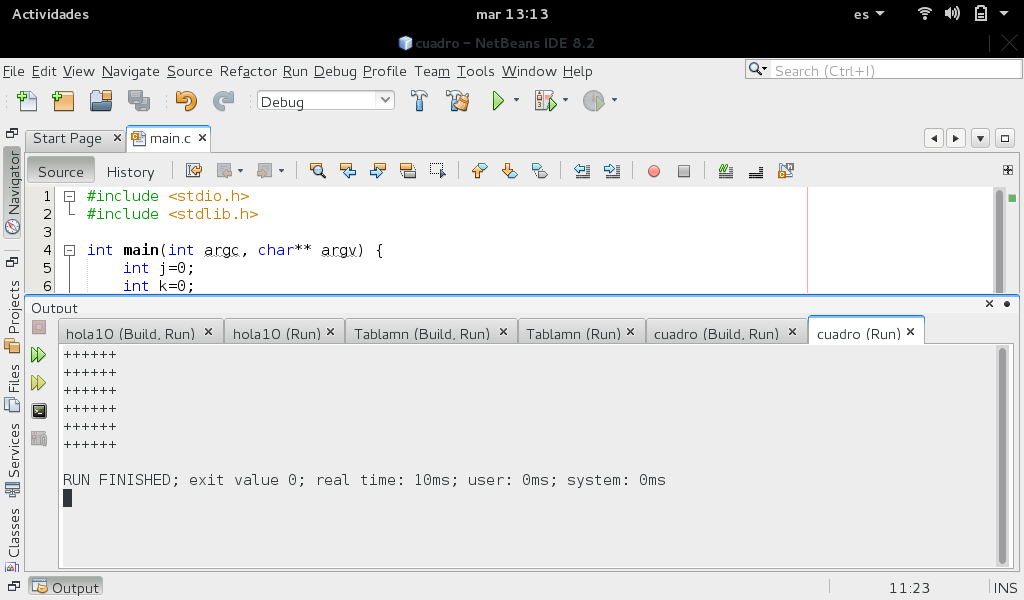 Actividades mar 13:13 es
cuadro – NetBeans IDE 8.2
File Edit View Navigate Source Refactor Run Debug Profile Team Tools Window Help Search (Ctrl+I)
Debug
Start Page main.c
Source History
1 #include <stdio.h>
2 #include <stdlib.h>
3
4 int main(int argc, char** argv) {
5 int j=0;
6 int k=0;
Navigator
Projects
Files
Services
Classes
Output
hola10 (Build, Run) hola10 (Run) Tablamn (Build, Run) Tablamn (Run) cuadro (Build, Run) cuadro (Run)
++++++
++++++
++++++
++++++
++++++
++++++
RUN FINISHED; exit value 0; real time: 10ms; user: 0ms; system: 0ms
Output 11:23 INS